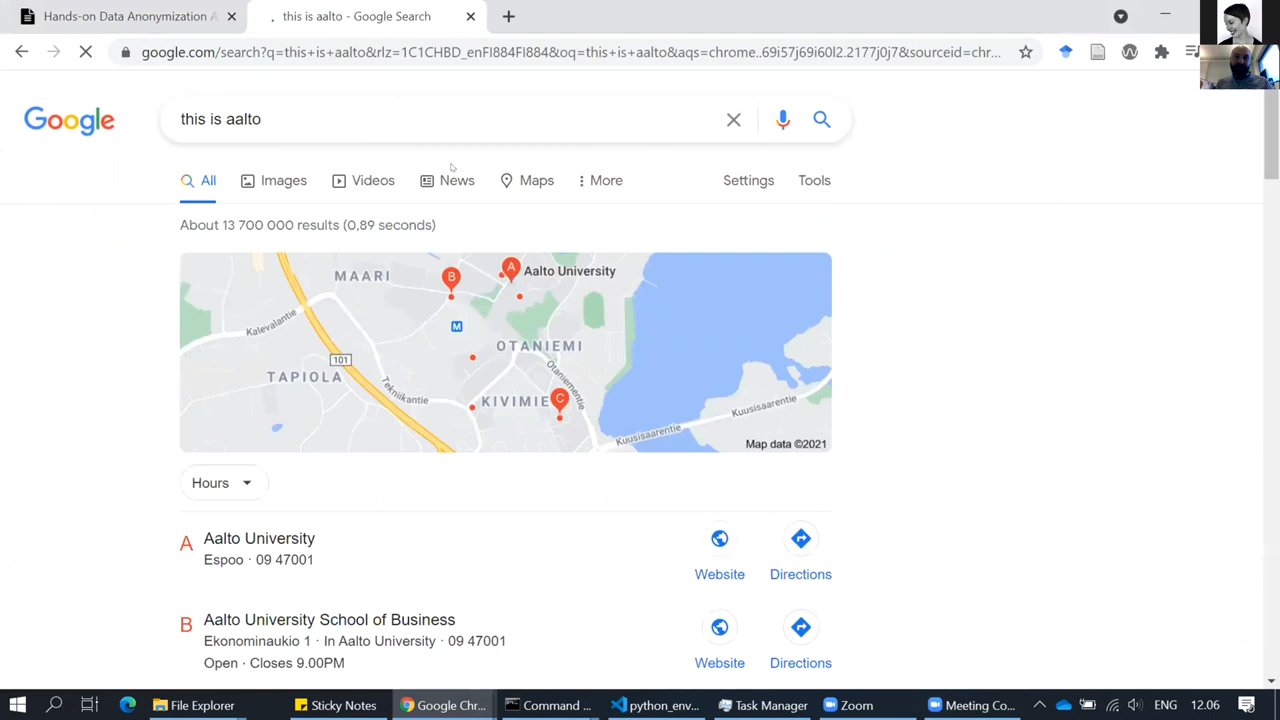 Hands-on Data Anonymization A
this is aalto - Google Search
google.com/search?q=this+is+aalto&rlz=1C1CHBD_enFI884FI884&oq=this+is+aalto&aqs=chrome..69i57j69i60l2.2177j0j7&sourceid=chr...
Google
this is aalto
All
Images
Videos
News
Maps
More
Settings
Tools
About 13 700 000 results (0,89 seconds)
MAARI
B
A
Aalto University
Kalevalantie
M
OTANIEMI
101
TAPIOLA
Tekniikantie
Otaniementie
KIVIMIE
C
Kuusisaarentie
Kuusisaarentie
Map data ©2021
Hours
A
Aalto University
Espoo · 09 47001
Website
Directions
B
Aalto University School of Business
Ekonominaukio 1 · In Aalto University · 09 47001
Open · Closes 9.00PM
Website
Directions
File Explorer
Sticky Notes
Google Chr...
Command ...
python_env...
Task Manager
Zoom
Meeting Co...
ENG
12.06